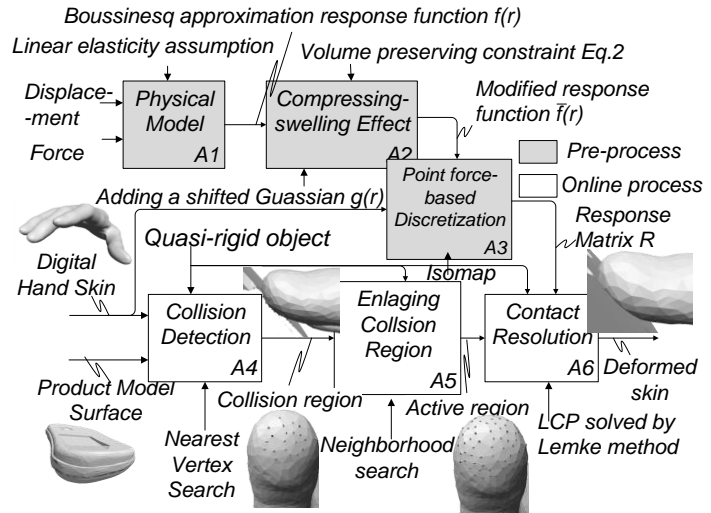 Boussinesq approximation response function f(r)
Linear elasticity assumption
Volume preserving constraint Eq.2
Displace-
-ment
Force
Physical
Model
A1
Compressing-
swelling Effect
A2
Modified response
function f̄(r)
Pre-process
Online process
Adding a shifted Guassian g(r)
Point force-
based
Discretization
A3
Response
Matrix R
Quasi-rigid object
Isomap
Digital
Hand Skin
Collision
Detection
A4
Enlaging
Collsion
Region
A5
Contact
Resolution
A6
Product Model
Surface
Collision region
Active region
Deformed
skin
Nearest
Vertex
Search
Neighborhood
search
LCP solved by
Lemke method